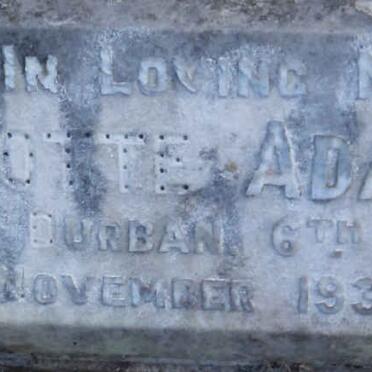 IN LOVING M
OTTE ADA
DURBAN, 6TH
NOVEMBER 193